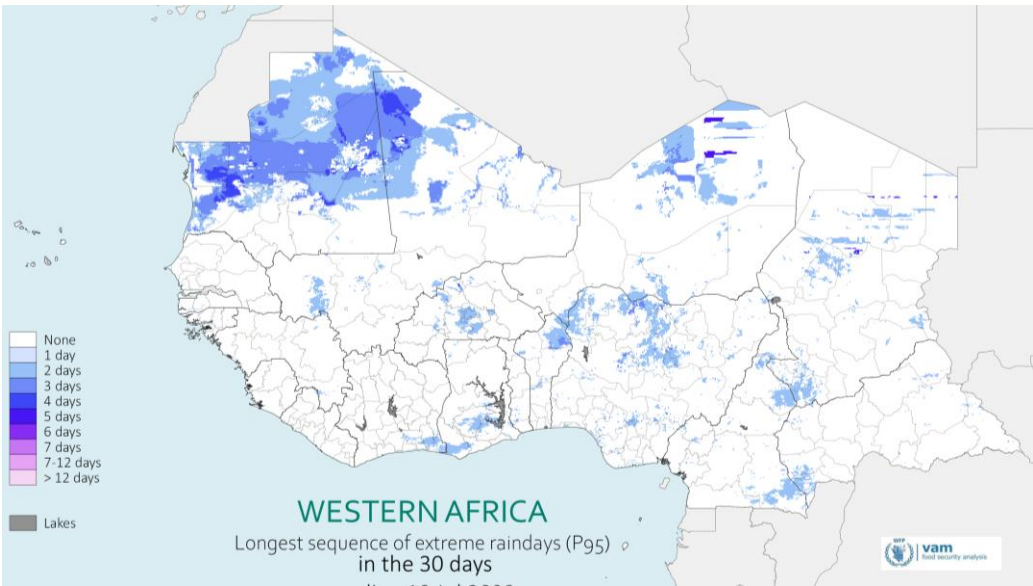 None
1 day
2 days
3 days
4 days
5 days
6 days
7 days
7-12 days
> 12 days
Lakes
WESTERN AFRICA
Longest sequence of extreme raindays (P95)
in the 30 days
WFP
vam
food security analysis